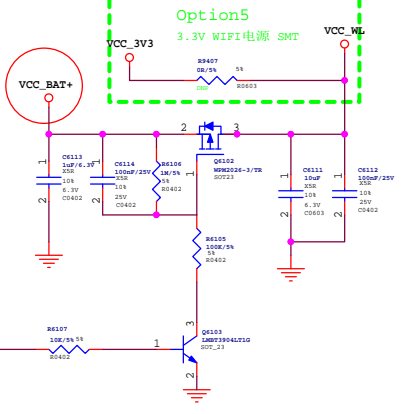 Option5
3.3V WIFI电源 SMT
VCC_3V3
VCC_WL
R9407
0R/5%
5%
DNP
R0603
VCC_BAT+
2
3
1
C6113
1uF/6.3V
X5R
10%
6.3V
C0402
1
2
C6114
100nF/25V
X5R
10%
25V
C0402
1
2
R6106
1M/5%
5%
R0402
Q6102
WPM2026-3/TR
SOT23
C6111
10uF
X5R
10%
6.3V
C0603
1
2
C6112
100nF/25V
X5R
10%
25V
C0402
1
2
R6105
100K/5%
5%
R0402
R6107
10K/5%
5%
R0402
1
3
2
Q6103
LMBT3904LT1G
SOT_23